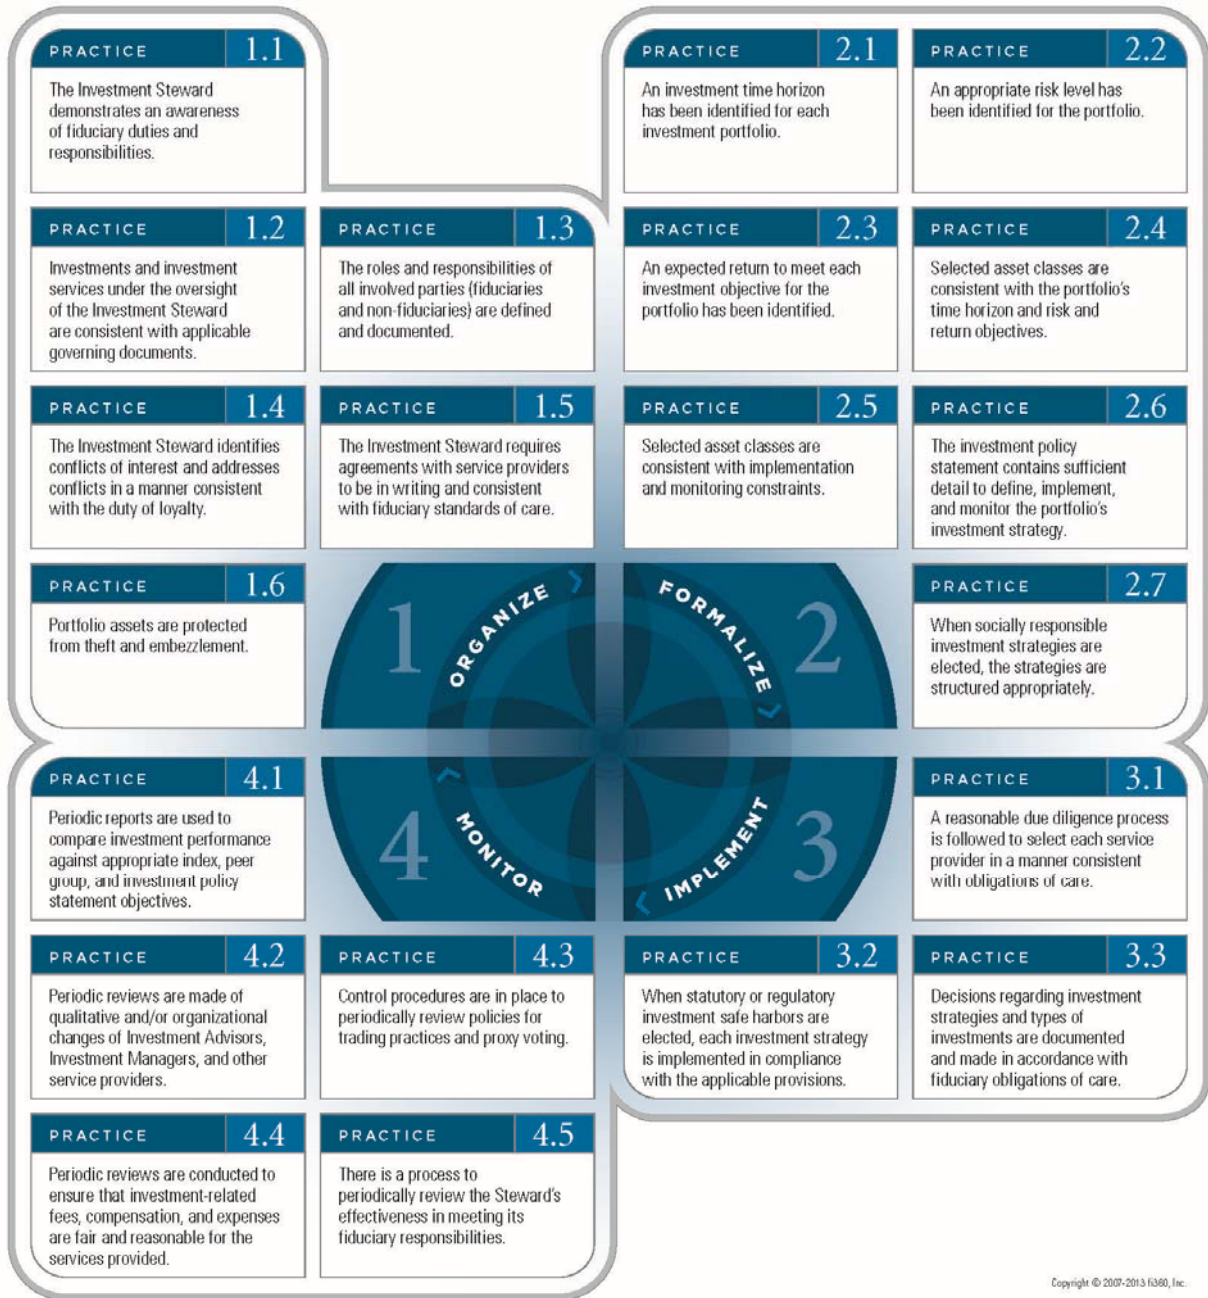 PRACTICE 1.1
The Investment Steward
demonstrates an awareness
of fiduciary duties and
responsibilities.
PRACTICE 1.2
Investments and investment
services under the oversight
of the Investment Steward
are consistent with applicable
governing documents.
PRACTICE 1.3
The roles and responsibilities of
all involved parties (fiduciaries
and non-fiduciaries) are defined
and documented.
PRACTICE 1.4
The Investment Steward identifies
conflicts of interest and addresses
conflicts in a manner consistent
with the duty of loyalty.
PRACTICE 1.5
The Investment Steward requires
agreements with service providers
to be in writing and consistent
with fiduciary standards of care.
PRACTICE 1.6
Portfolio assets are protected
from theft and embezzlement.
1
ORGANIZE
PRACTICE 2.1
An investment time horizon
has been identified for each
investment portfolio.
PRACTICE 2.2
An appropriate risk level has
been identified for the portfolio.
PRACTICE 2.3
An expected return to meet each
investment objective for the
portfolio has been identified.
PRACTICE 2.4
Selected asset classes are
consistent with the portfolio's
time horizon and risk and
return objectives.
PRACTICE 2.5
Selected asset classes are
consistent with implementation
and monitoring constraints.
PRACTICE 2.6
The investment policy
statement contains sufficient
detail to define, implement,
and monitor the portfolio's
investment strategy.
FORMALIZE
2
PRACTICE 2.7
When socially responsible
investment strategies are
elected, the strategies are
structured appropriately.
IMPLEMENT
3
PRACTICE 3.1
A reasonable due diligence process
is followed to select each service
provider in a manner consistent
with obligations of care.
PRACTICE 3.2
When statutory or regulatory
investment safe harbors are
elected, each investment strategy
is implemented in compliance
with the applicable provisions.
PRACTICE 3.3
Decisions regarding investment
strategies and types of
investments are documented
and made in accordance with
fiduciary obligations of care.
PRACTICE 4.1
Periodic reports are used to
compare investment performance
against appropriate index, peer
group, and investment policy
statement objectives.
4
MONITOR
PRACTICE 4.2
Periodic reviews are made of
qualitative and/or organizational
changes of Investment Advisors,
Investment Managers, and other
service providers.
PRACTICE 4.3
Control procedures are in place to
periodically review policies for
trading practices and proxy voting.
PRACTICE 4.4
Periodic reviews are conducted to
ensure that investment-related
fees, compensation, and expenses
are fair and reasonable for the
services provided.
PRACTICE 4.5
There is a process to
periodically review the Steward's
effectiveness in meeting its
fiduciary responsibilities.
Copyright © 2007-2013 fi360, Inc.